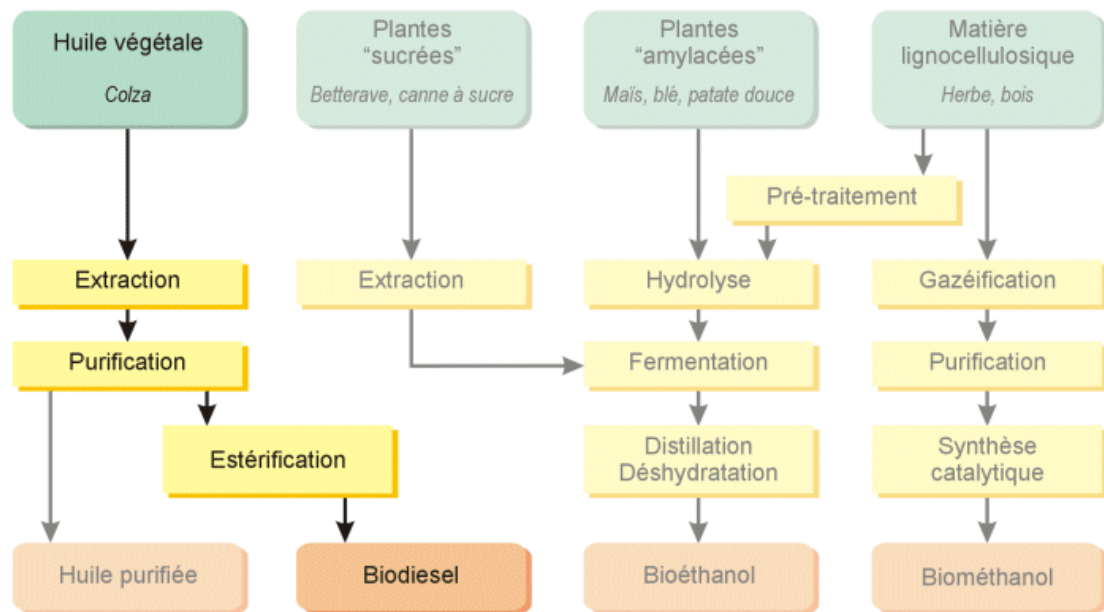 Huile végétale
Colza
Plantes
“sucrées”
Betterave, canne à sucre
Plantes
“amylacées”
Maïs, blé, patate douce
Matière
lignocellulosique
Herbe, bois
Pré-traitement
Extraction
Extraction
Hydrolyse
Gazéification
Purification
Fermentation
Purification
Estérification
Distillation
Déshydratation
Synthèse
catalytique
Huile purifiée
Biodiesel
Bioéthanol
Biométhanol